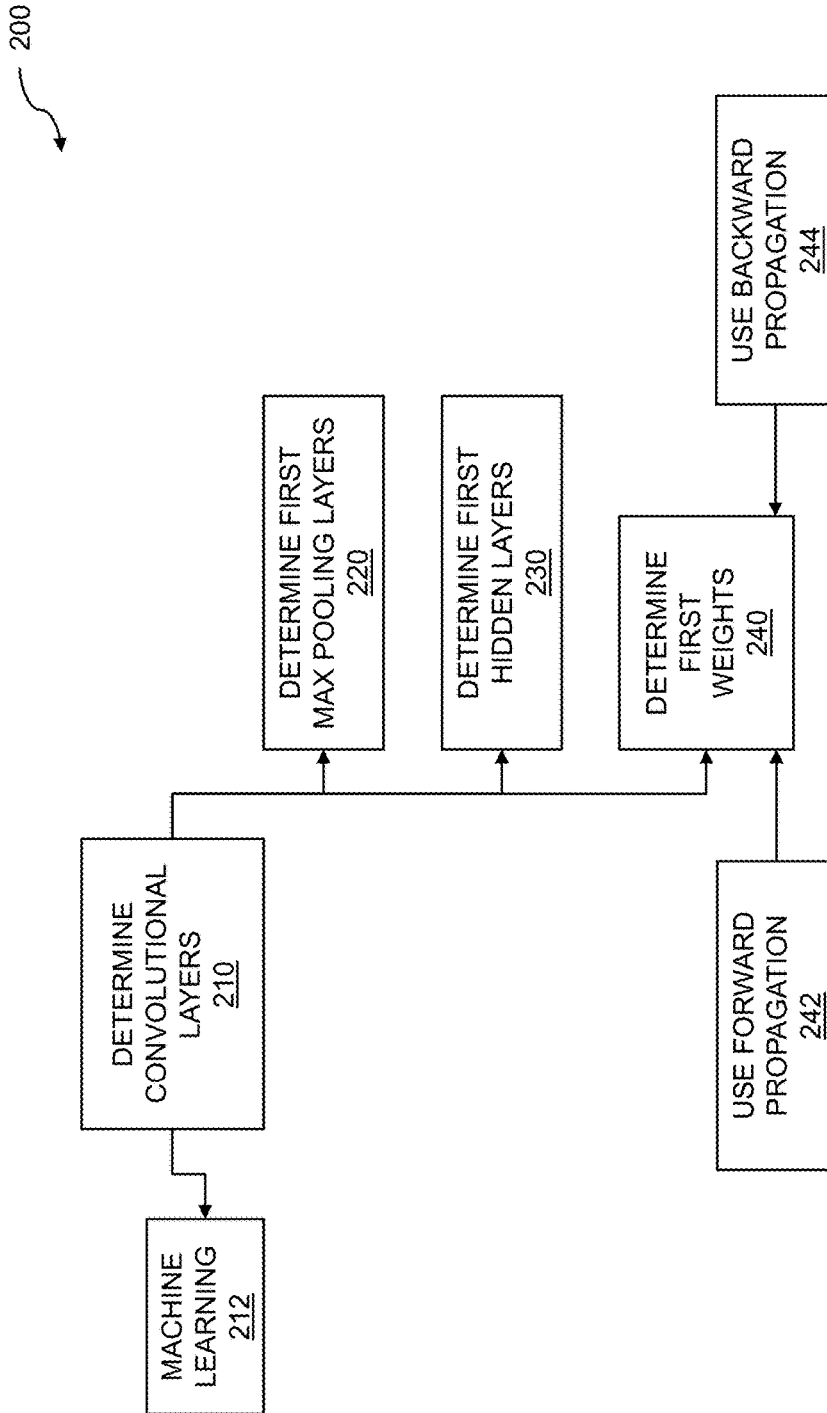 200
DETERMINE
CONVOLUTIONAL
LAYERS
210
MACHINE
LEARNING
212
DETERMINE FIRST
MAX POOLING LAYERS
220
DETERMINE FIRST
HIDDEN LAYERS
230
DETERMINE
FIRST
WEIGHTS
240
USE FORWARD
PROPAGATION
242
USE BACKWARD
PROPAGATION
244